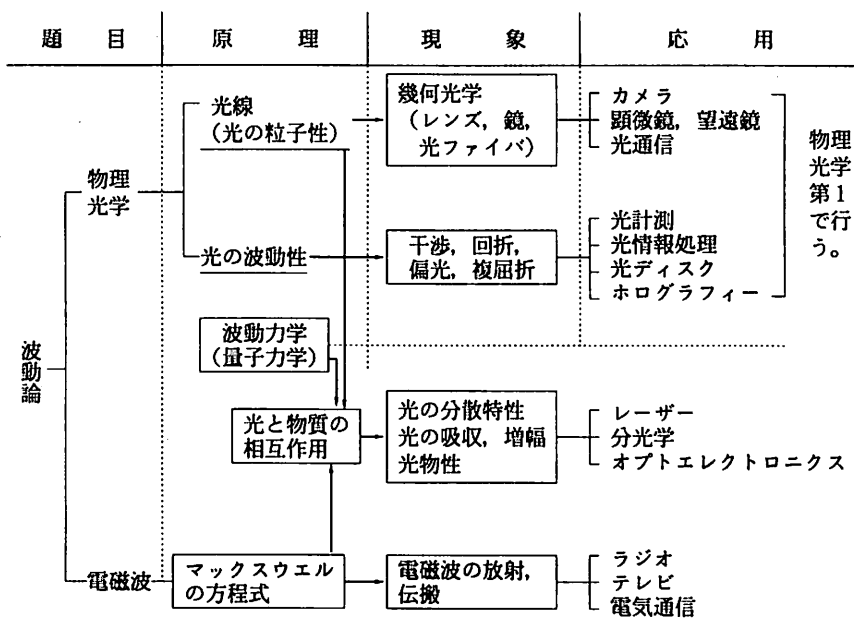 題目 原理 現象 応用
光線
(光の粒子性)
幾何光学
(レンズ, 鏡,
光ファイバ)
カメラ
顕微鏡, 望遠鏡
光通信
物理
光学
第1
で行
う。
物理
光学
光の波動性
干渉, 回折,
偏光, 複屈折
光計測
光情報処理
光ディスク
ホログラフィー
波動論
波動力学
(量子力学)
光と物質の
相互作用
光の分散特性
光の吸収, 増幅
光物性
レーザー
分光学
オプトエレクトロニクス
電磁波
マックスウエル
の方程式
電磁波の放射,
伝搬
ラジオ
テレビ
電気通信